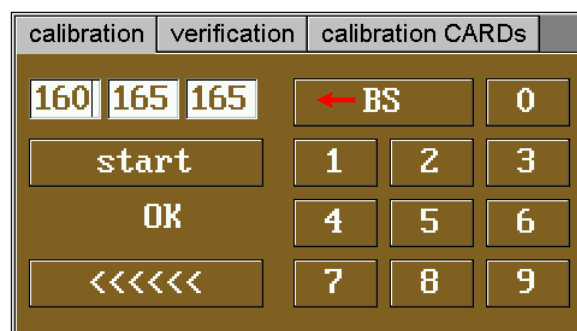 calibration verification calibration CARDs
160 165 165 BS 0
start 1 2 3
OK 4 5 6
<<<<<< 7 8 9